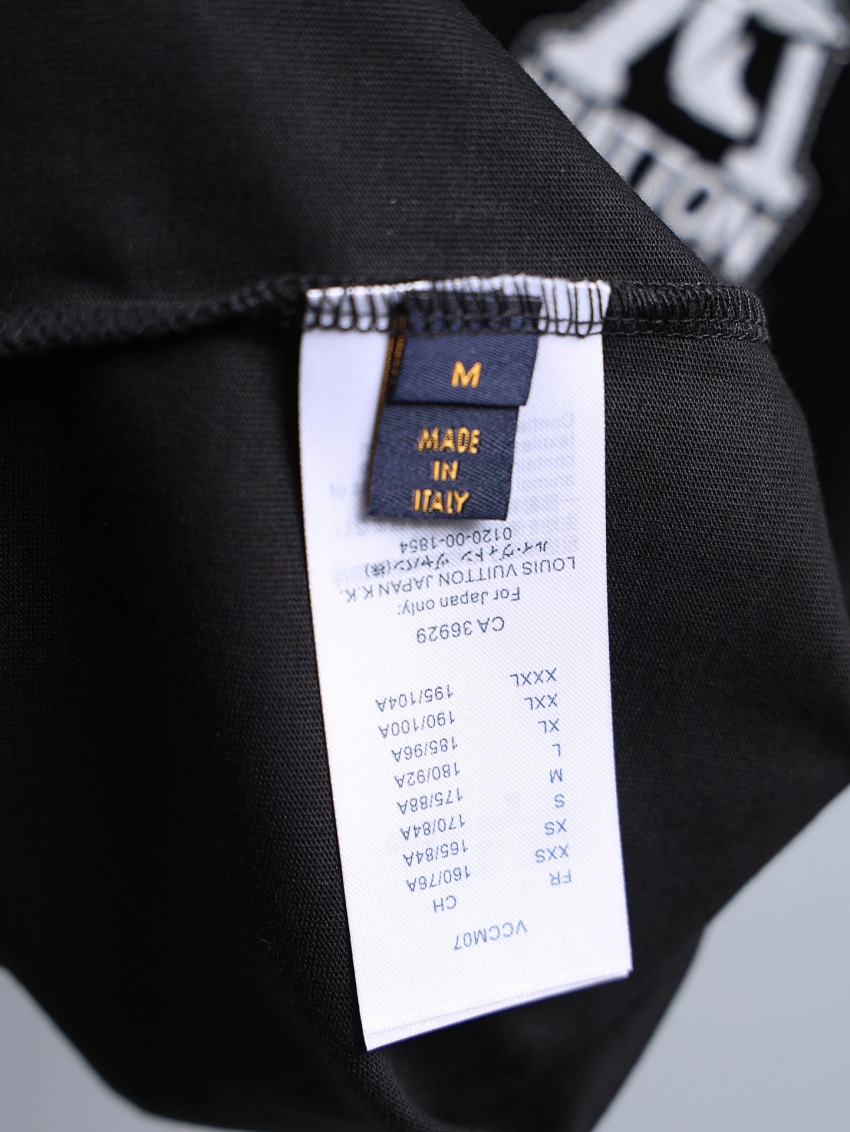 UITTON
M
MADE
IN
ITALY
VCCM07
FR CH
XXS 160/76A
XS 165/84A
S 170/84A
M 175/88A
L 180/92A
XL 185/96A
XXL 190/100A
XXXL 195/104A
CA 36929
For Japan only:
LOUIS VUITTON JAPAN K.K.
ルイ・ヴィトン ジャパン(株)
0120-00-1854